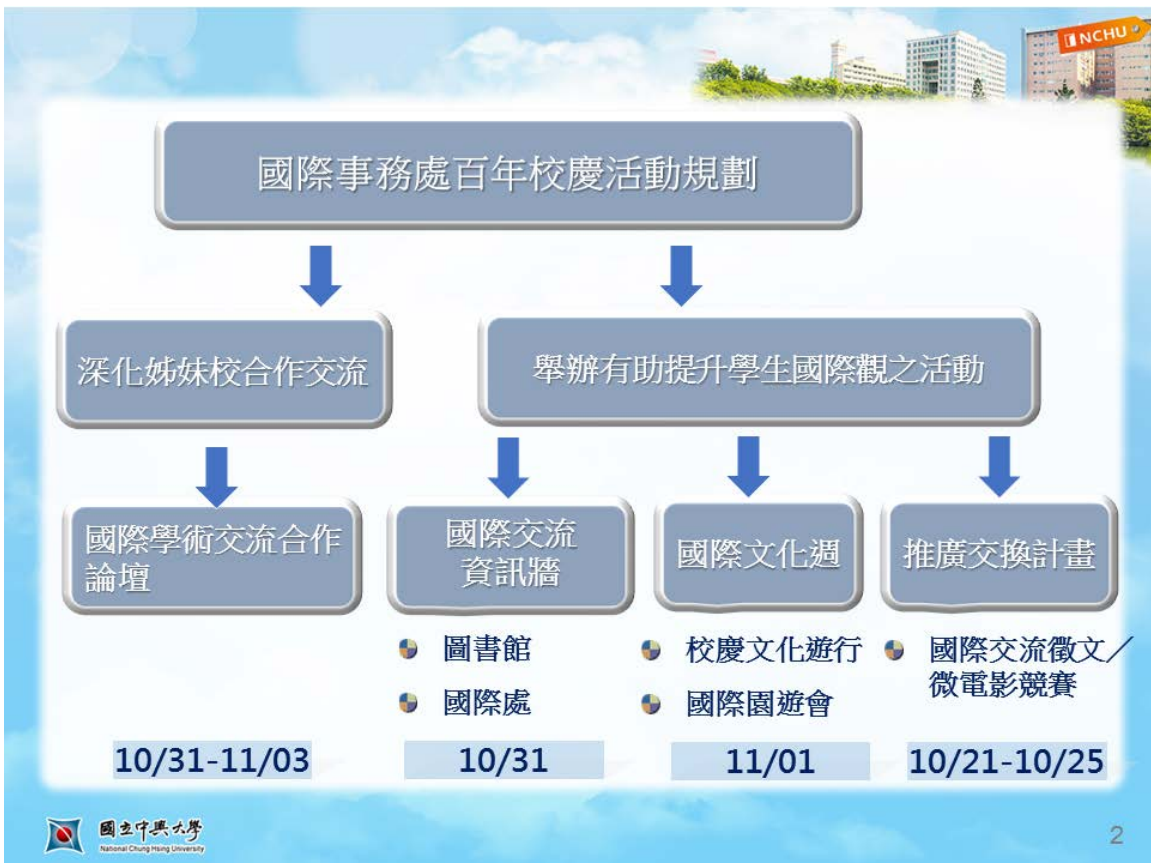 NCHU
國際事務處百年校慶活動規劃
深化姊妹校合作交流
舉辦有助提升學生國際觀之活動
國際學術交流合作
論壇
國際交流
資訊牆
國際文化週
推廣交換計畫
圖書館
國際處
校慶文化遊行
國際園遊會
國際交流徵文／
微電影競賽
10/31-11/03
10/31
11/01
10/21-10/25
國立中興大學
National Chung Hsing University
2